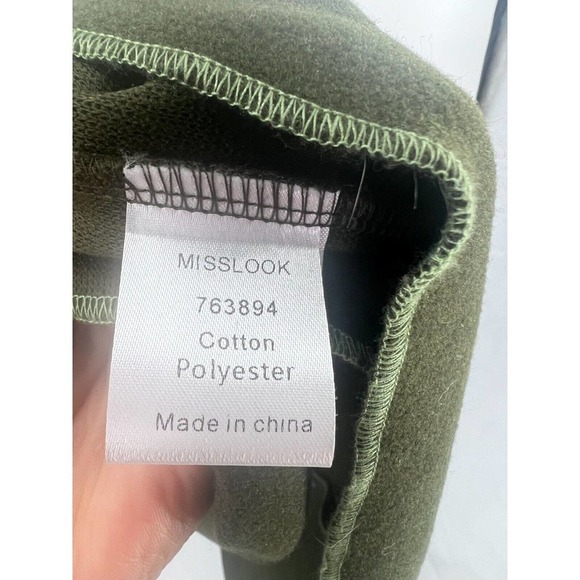 MISSLOOK
763894
Cotton
Polyester
Made in china